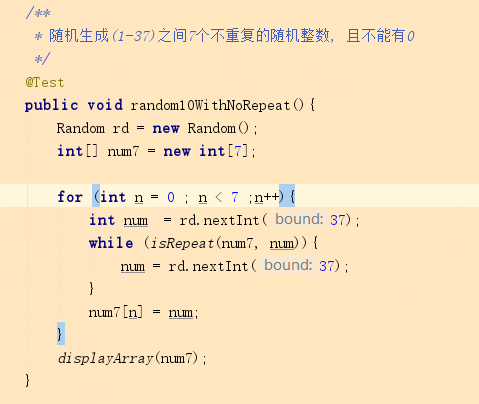 /**
 * 随机生成(1-37)之间7个不重复的随机整数, 且不能有0
 */
@Test
public void random10WithNoRepeat(){
    Random rd = new Random();
    int[] num7 = new int[7];
    for (int n = 0 ; n < 7 ;n++){
        int num  = rd.nextInt( bound: 37);
        while (isRepeat(num7, num)){
            num = rd.nextInt( bound: 37);
        }
        num7[n] = num;
    }
    displayArray(num7);
}